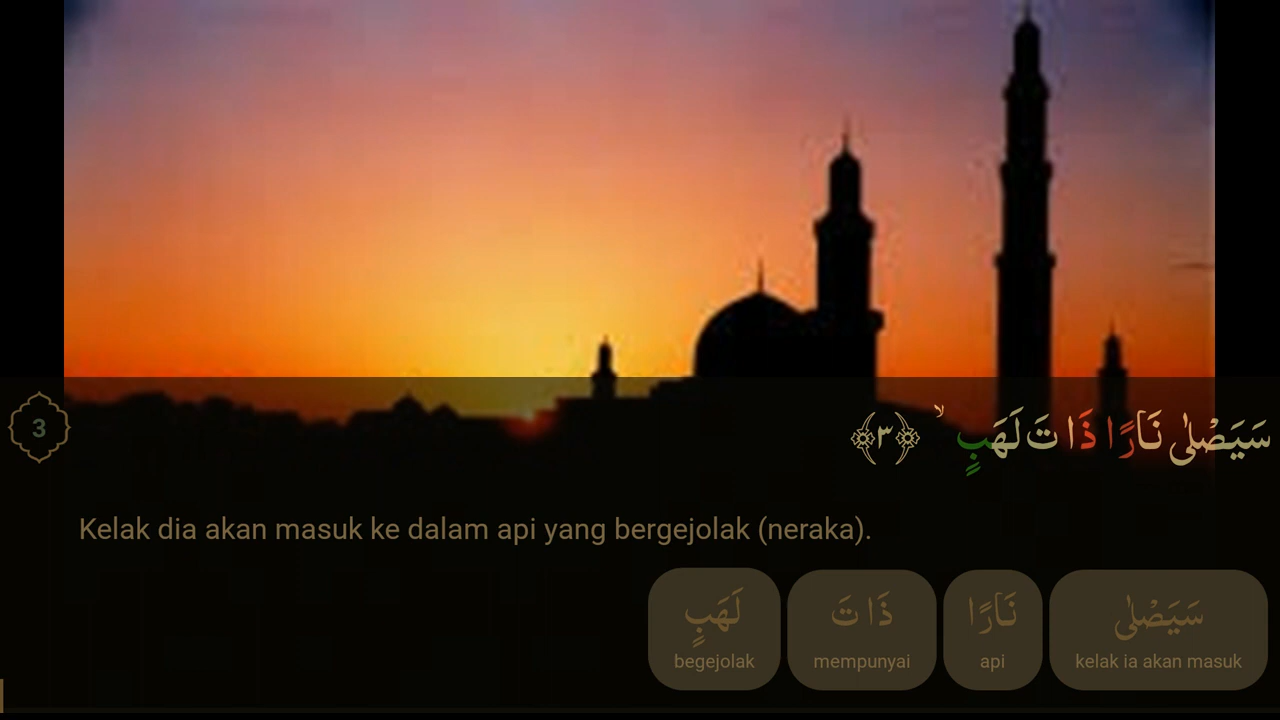 3
سَيَصْلٰى نَارًا ذَاتَ لَهَبٍ ۙ ﴿٣﴾
Kelak dia akan masuk ke dalam api yang bergejolak (neraka).
سَيَصْلٰى نَارًا ذَاتَ لَهَبٍ
kelak ia akan masuk api mempunyai begejolak